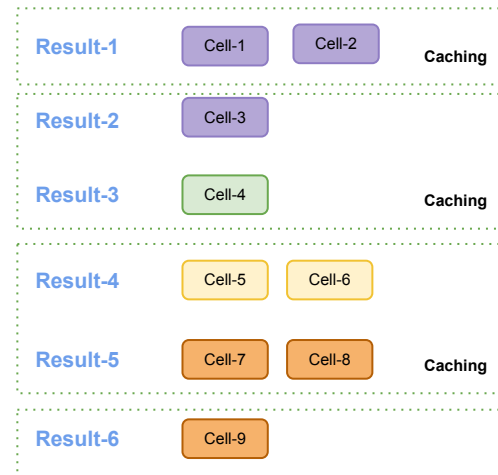 Result-1 Cell-1 Cell-2 Caching
Result-2 Cell-3
Result-3 Cell-4 Caching
Result-4 Cell-5 Cell-6
Result-5 Cell-7 Cell-8 Caching
Result-6 Cell-9